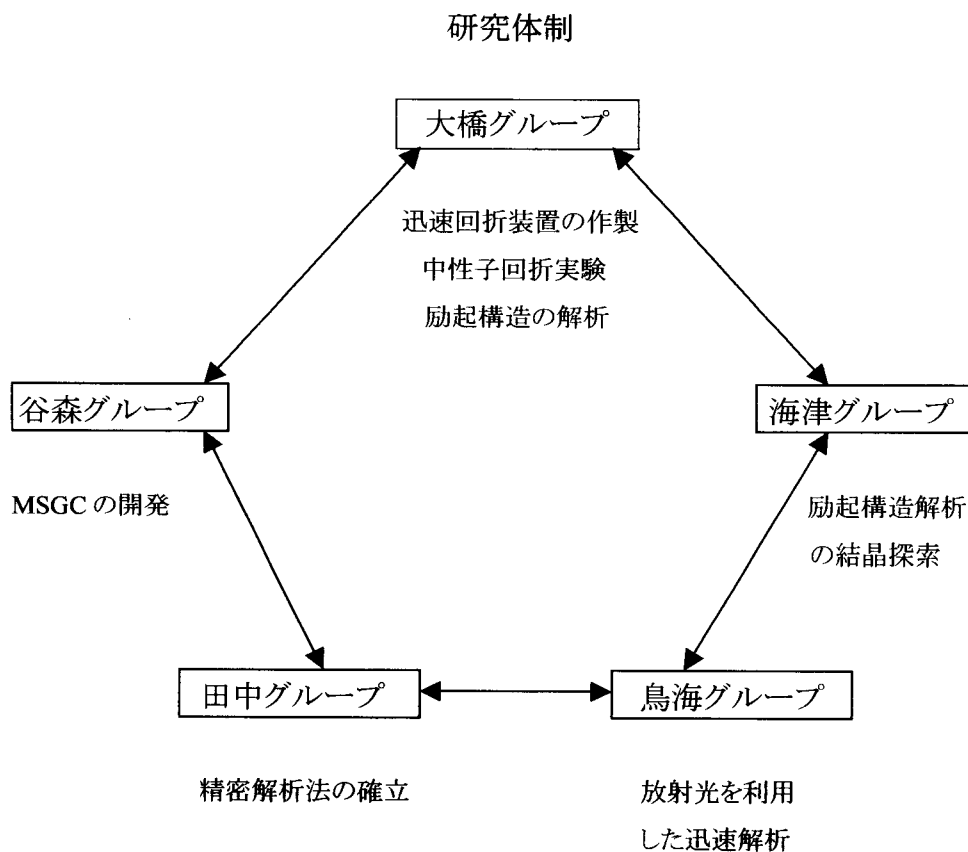 研究体制
大橋グループ
迅速回折装置の作製
中性子回折実験
励起構造の解析
谷森グループ
海津グループ
MSGCの開発
励起構造解析
の結晶探索
田中グループ
鳥海グループ
精密解析法の確立
放射光を利用
した迅速解析